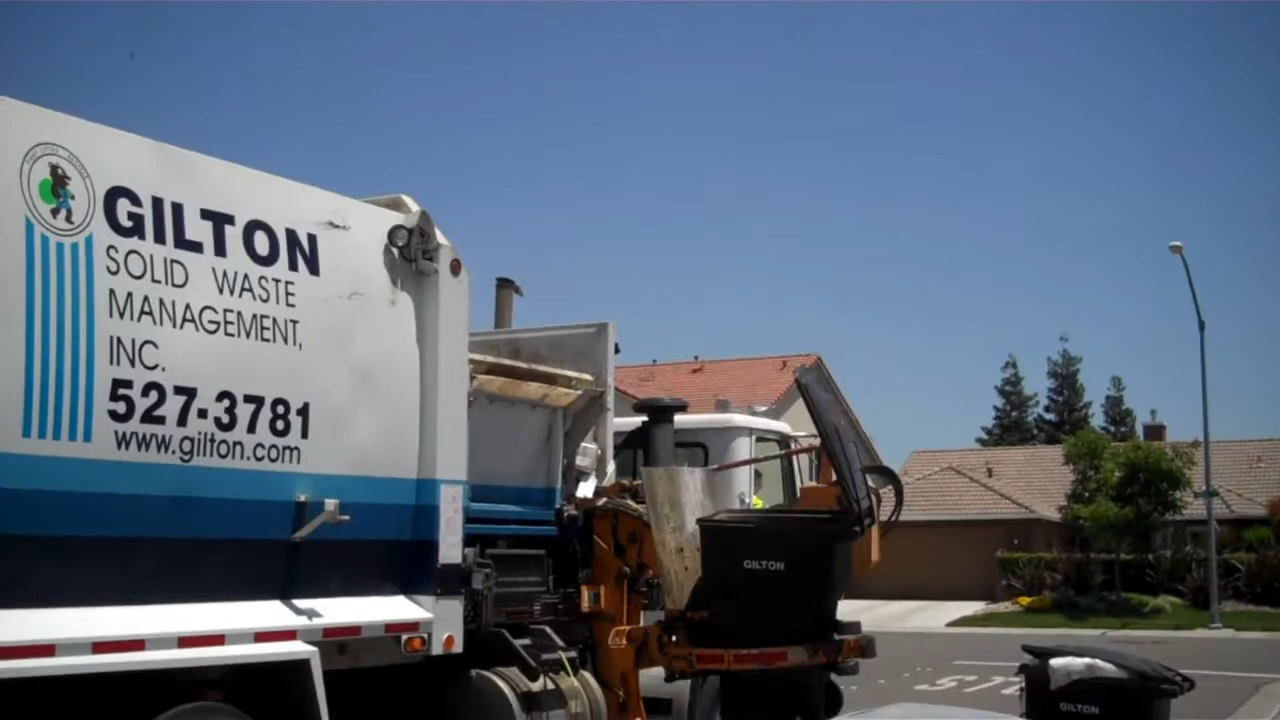 GILTON
SOLID WASTE
MANAGEMENT,
INC.
527-3781
www.gilton.com
GILTON
GILTON